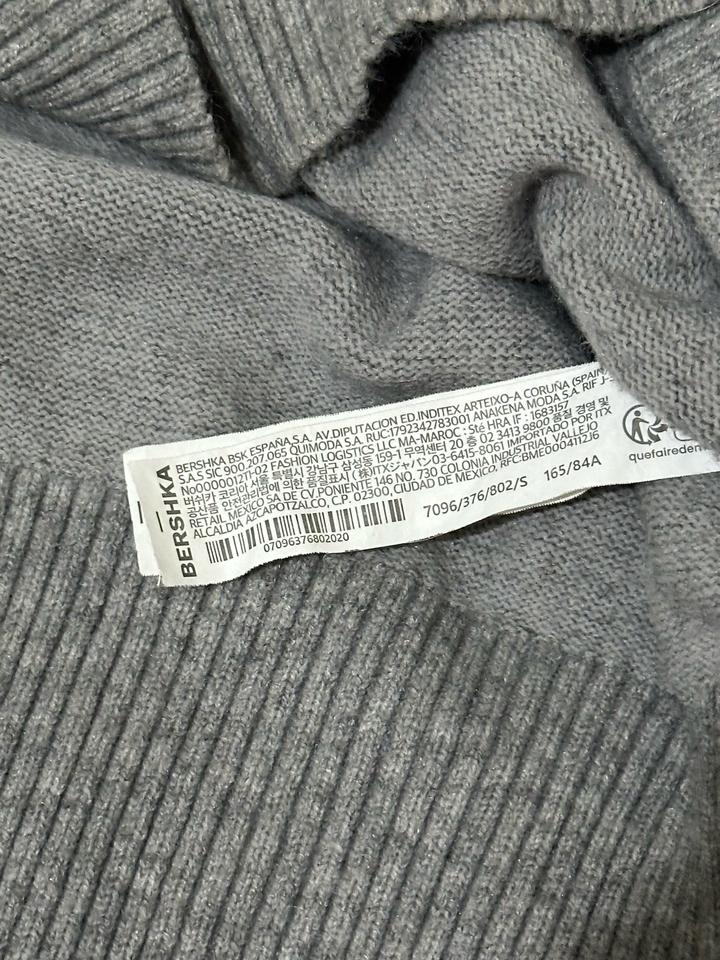 BERSHKA
BERSHKA BSK ESPAÑA,S.A. AV.DIPUTACION ED.INDITEX ARTEIXO-A CORUÑA (SPAIN)
S.A.S SIC 900.207.065 QUIMODA S.A. RUC:1792342783001 ANAKENA MODA S.A. RIF J-
No000001211-02 FASHION LOGISTICS LLC MA-MAROC : Sté HRA IF : 1683157
버쉬카 코리아 서울 특별시 강남구 삼성동 159-1 무역센터 20 층 02 3413 9800 품질 경영 및
공산품 안전관리법에 의한 품질표시 (株)ITXジャパン03-6415-8061 IMPORTADO POR ITX
RETAIL MEXICO SA DE CV.PONIENTE 146 NO. 730 COLONIA INDUSTRIAL VALLEJO
ALCALDIA AZCAPOTZALCO, C.P. 02300, CIUDAD DE MEXICO, RFC:BME0004112J6
07096376802020
7096/376/802/S 165/84A
quefaireden